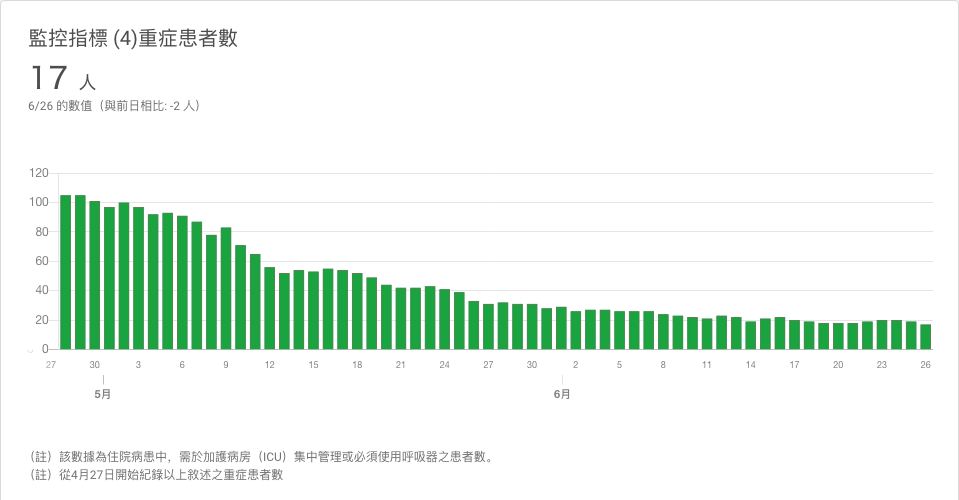 監控指標 (4)重症患者數
17 人
6/26 的數值（與前日相比: -2 人）
120
100
80
60
40
20
0
27 30 3 6 9 12 15 18 21 24 27 30 2 5 8 11 14 17 20 23 26
5月 6月
（註）該數據為住院病患中，需於加護病房（ICU）集中管理或必須使用呼吸器之患者數。
（註）從4月27日開始紀錄以上敘述之重症患者數